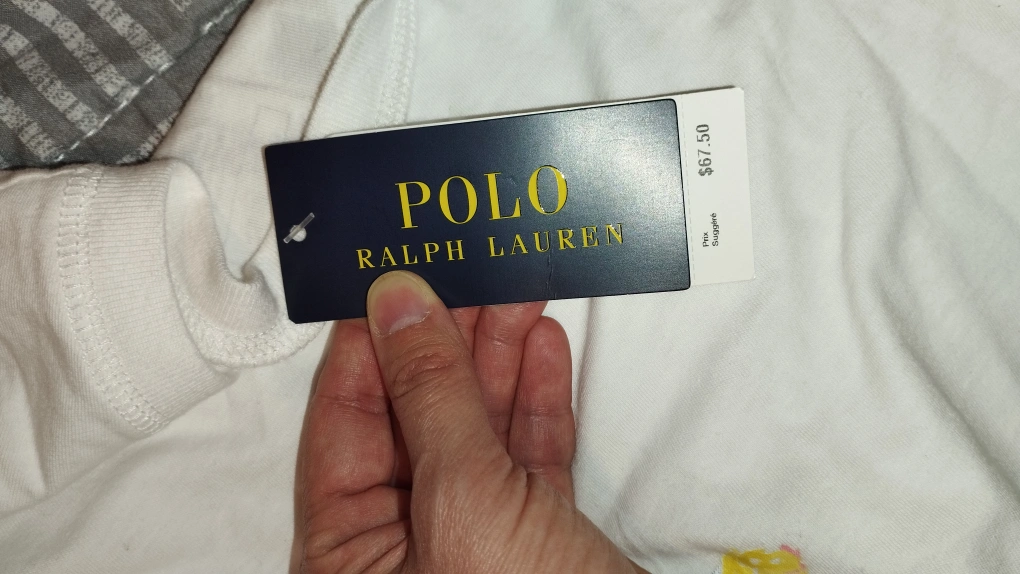 POLO
RALPH LAUREN
$67.50
Prix
Suggéré